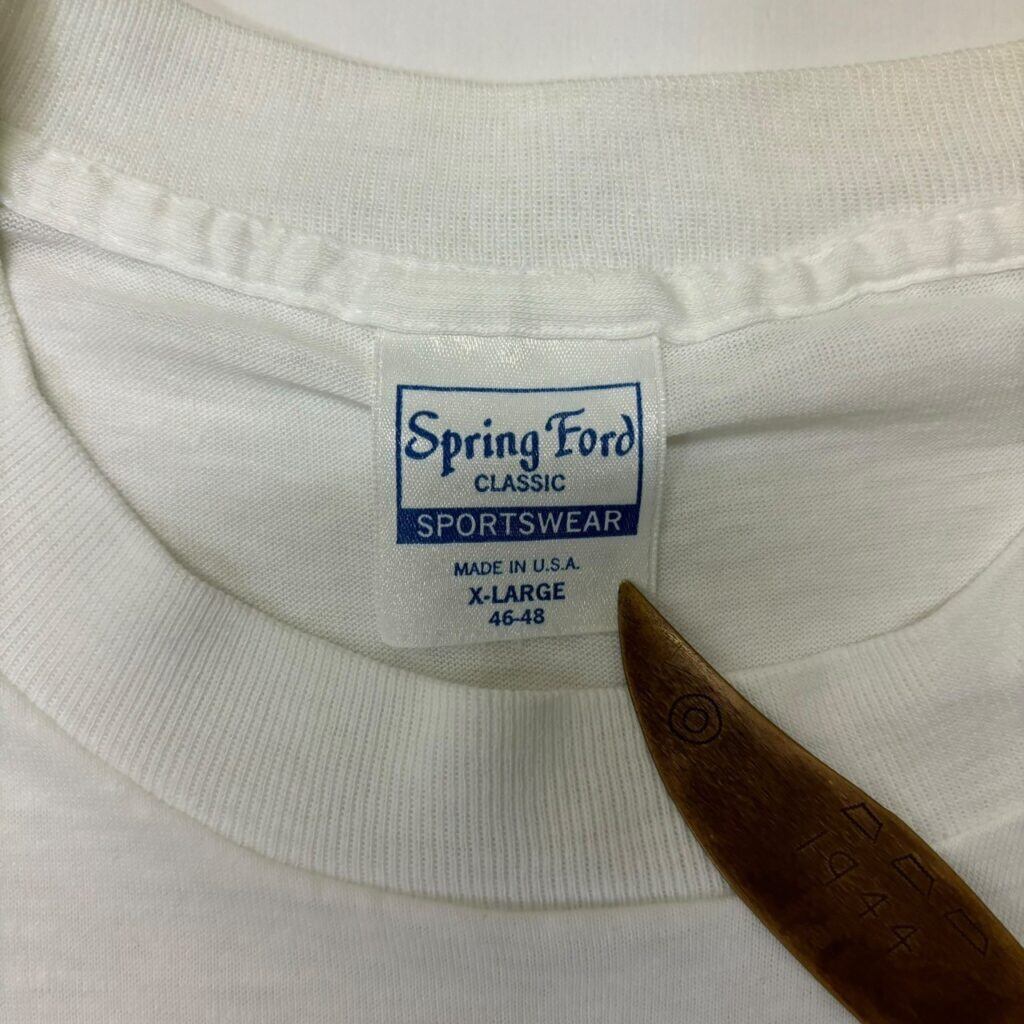 Spring Ford
CLASSIC
SPORTSWEAR
MADE IN U.S.A.
X-LARGE
46-48
1944